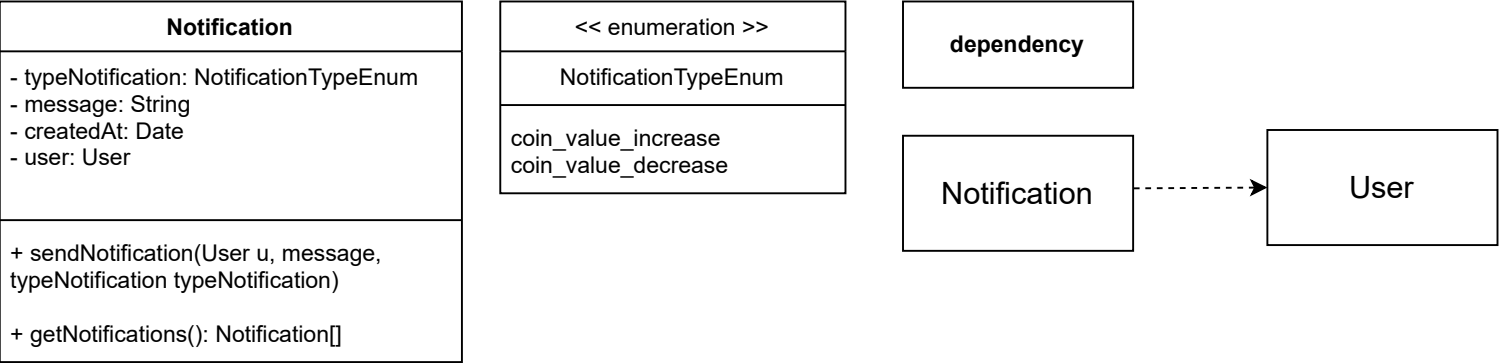 Notification
- typeNotification: NotificationTypeEnum
- message: String
- createdAt: Date
- user: User
+ sendNotification(User u, message,
typeNotification typeNotification)
+ getNotifications(): Notification[]
<< enumeration >>
NotificationTypeEnum
coin_value_increase
coin_value_decrease
dependency
Notification
User